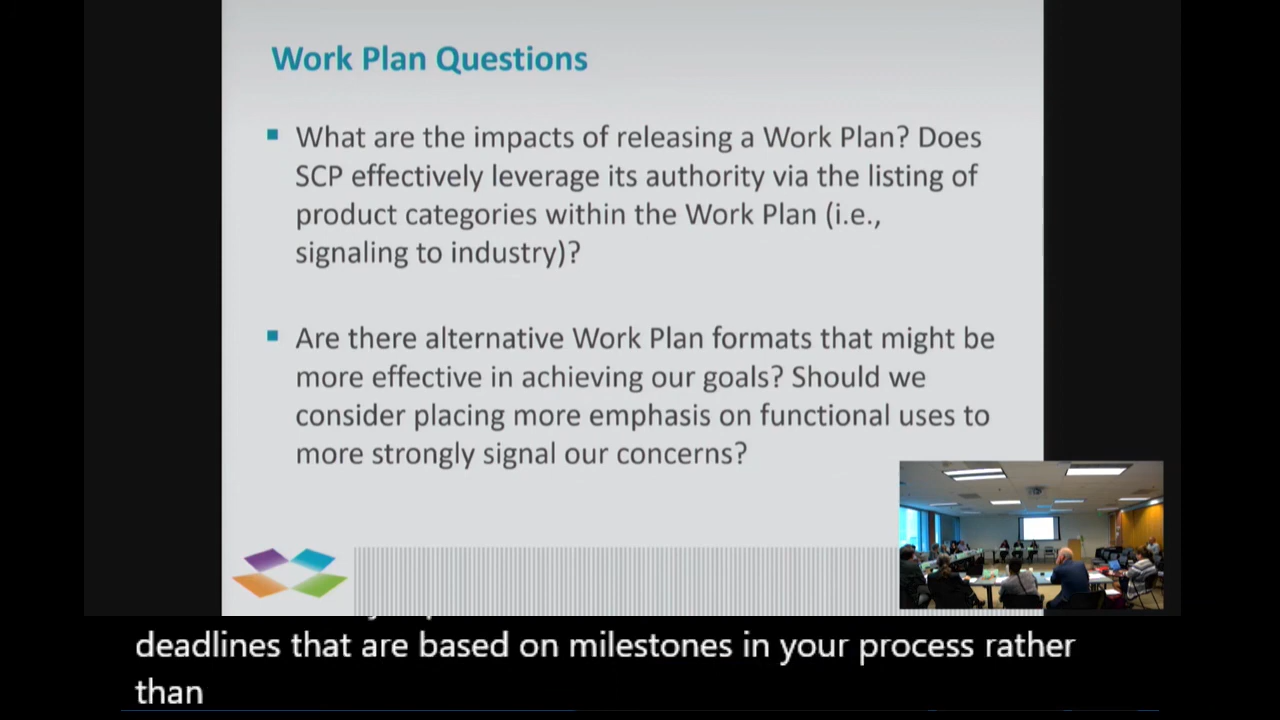 Work Plan Questions
What are the impacts of releasing a Work Plan? Does
SCP effectively leverage its authority via the listing of
product categories within the Work Plan (i.e.,
signaling to industry)?
Are there alternative Work Plan formats that might be
more effective in achieving our goals? Should we
consider placing more emphasis on functional uses to
more strongly signal our concerns?
deadlines that are based on milestones in your process rather
than